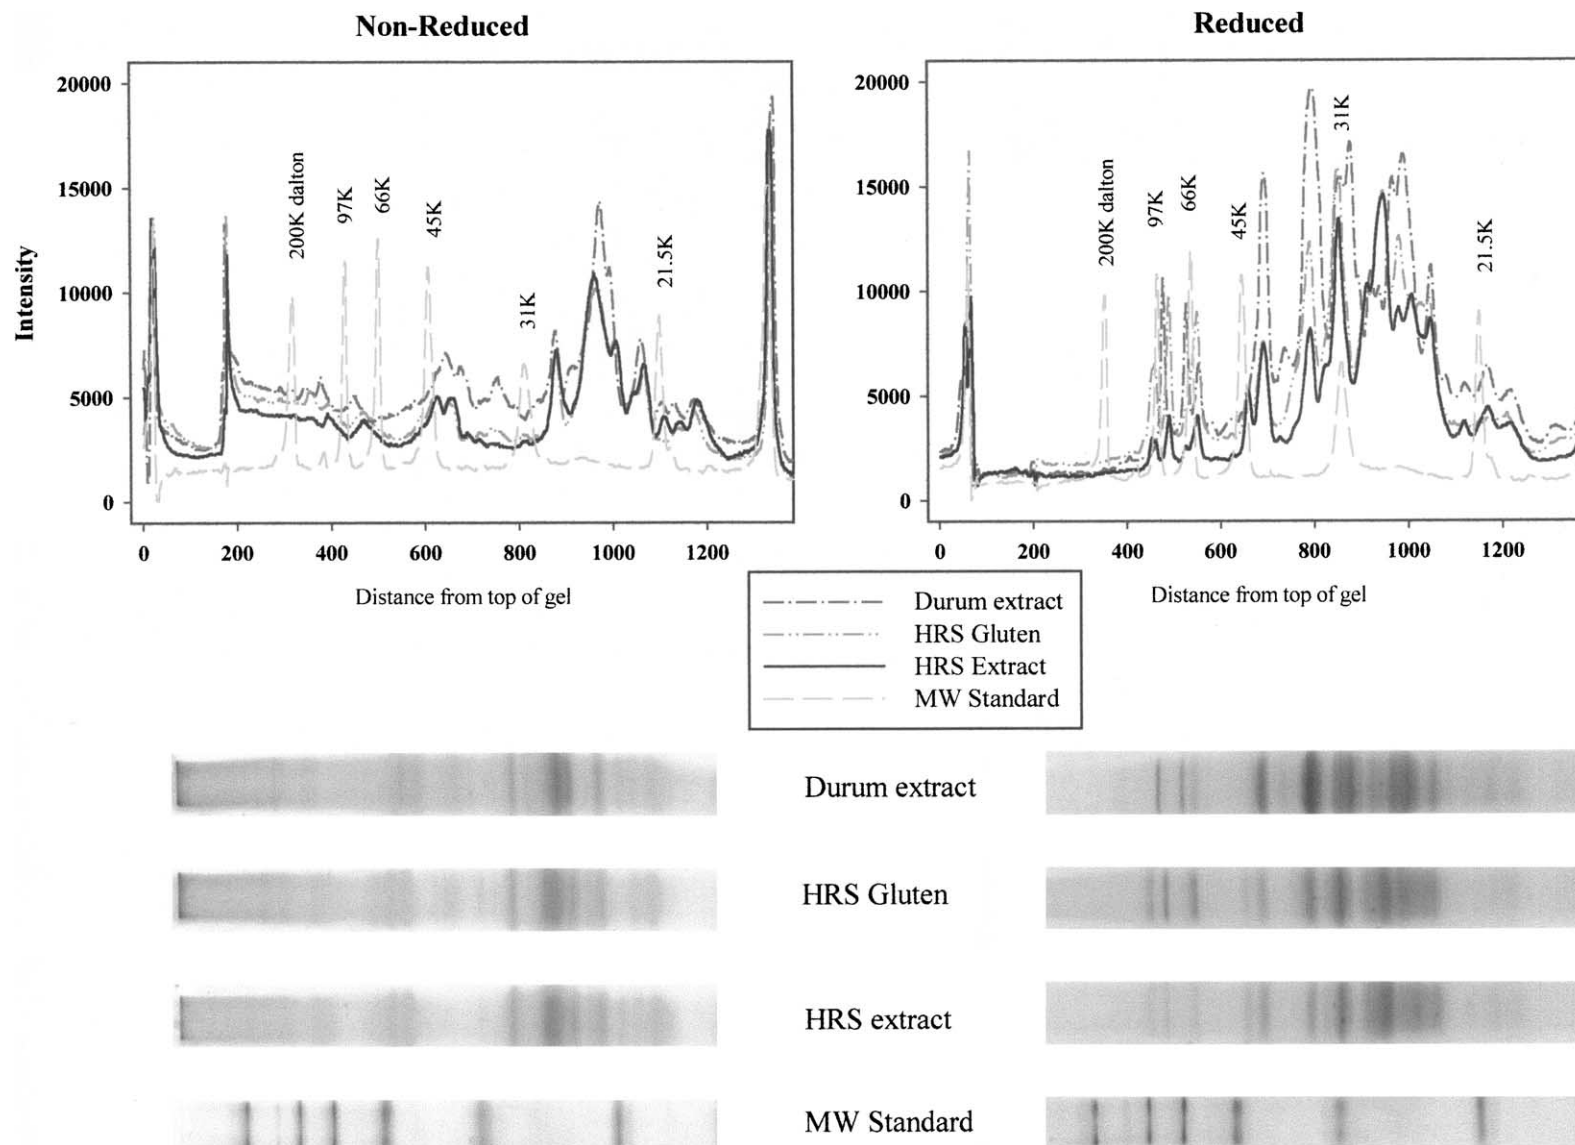 Non-Reduced
Reduced
Intensity
20000
15000
10000
5000
0
200K dalton
97K
66K
45K
31K
21.5K
0
200
400
600
800
1000
1200
Distance from top of gel
20000
15000
10000
5000
0
200K dalton
97K
66K
45K
31K
21.5K
0
200
400
600
800
1000
1200
Distance from top of gel
Durum extract
HRS Gluten
HRS Extract
MW Standard
Durum extract
HRS Gluten
HRS extract
MW Standard